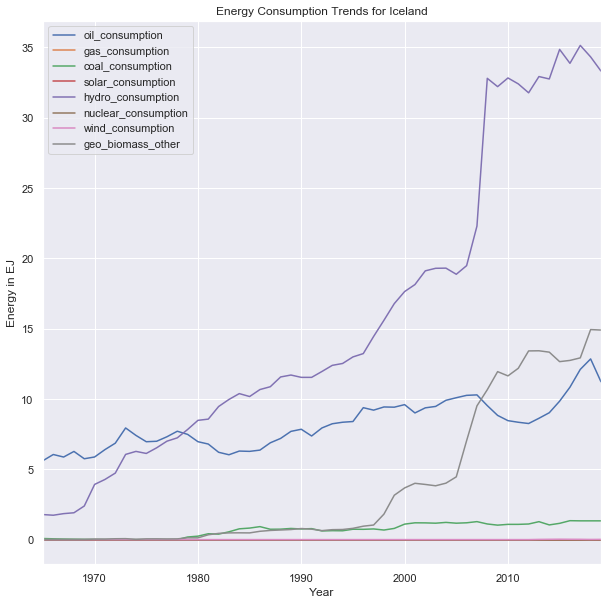 Energy Consumption Trends for Iceland
oil_consumption
gas_consumption
coal_consumption
solar_consumption
hydro_consumption
nuclear_consumption
wind_consumption
geo_biomass_other
35
30
25
20
15
10
5
0
Energy in EJ
1970
1980
1990
2000
2010
Year